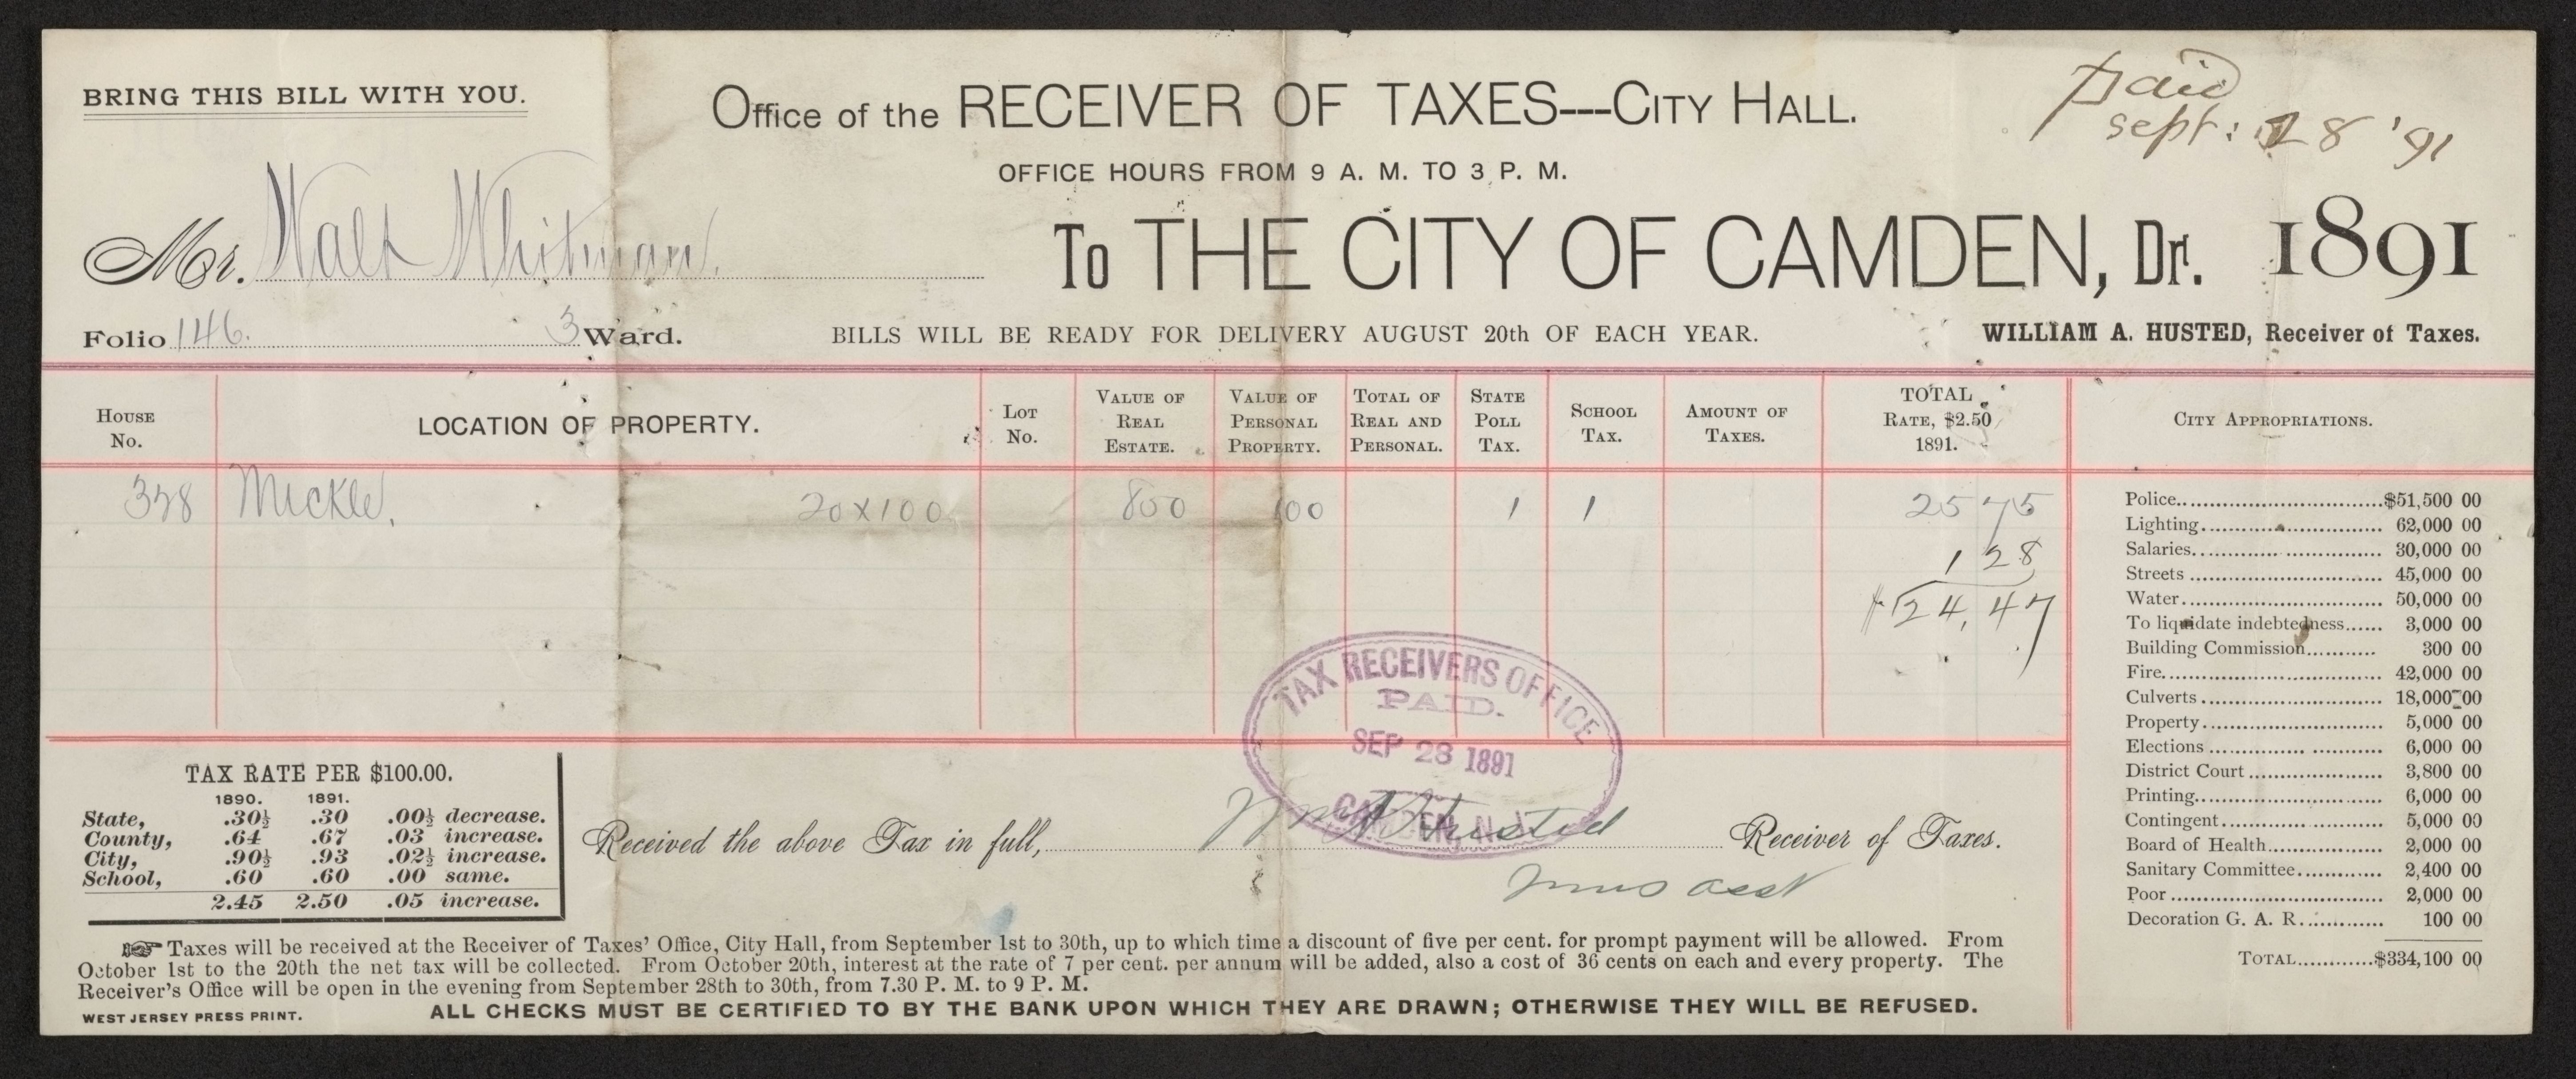 BRING THIS BILL WITH YOU.
Office of the RECEIVER OF TAXES---CITY HALL.
paid
sept: 28 '91
OFFICE HOURS FROM 9 A. M. TO 3 P. M.
Mr. Walt Whitman.
To THE CITY OF CAMDEN, Dr. 1891
Folio 146. 3 Ward.
BILLS WILL BE READY FOR DELIVERY AUGUST 20th OF EACH YEAR.
WILLIAM A. HUSTED, Receiver of Taxes.
HOUSE No.
LOCATION OF PROPERTY.
LOT No.
VALUE OF REAL ESTATE.
VALUE OF PERSONAL PROPERTY.
TOTAL OF REAL AND PERSONAL.
STATE POLL TAX.
SCHOOL TAX.
AMOUNT OF TAXES.
TOTAL RATE, $2.50 1891.
CITY APPROPRIATIONS.
328 Mickle. 20 x 100 800 100 1 1 25 75
1 28
$24,47
TAX RECEIVERS OFFICE
PAID.
SEP 28 1891
CAMDEN, N.J.
Police..............................$51,500 00
Lighting.............................. 62,000 00
Salaries.............................. 30,000 00
Streets .............................. 45,000 00
Water.............................. 50,000 00
To liquidate indebtedness...... 3,000 00
Building Commission........... 300 00
Fire.............................. 42,000 00
Culverts .............................. 18,000 00
Property.............................. 5,000 00
Elections .............................. 6,000 00
District Court ...................... 3,800 00
Printing.............................. 6,000 00
Contingent.............................. 5,000 00
Board of Health.................. 2,000 00
Sanitary Committee............. 2,400 00
Poor .............................. 2,000 00
Decoration G. A. R............. 100 00
TOTAL............$334,100 00
TAX RATE PER $100.00.
1890. 1891.
State, .30½ .30 .00½ decrease.
County, .64 .67 .03 increase.
City, .90½ .93 .02½ increase.
School, .60 .60 .00 same.
2.45 2.50 .05 increase.
Received the above Tax in full, Wm A Husted Receiver of Taxes.
☞ Taxes will be received at the Receiver of Taxes' Office, City Hall, from September 1st to 30th, up to which time a discount of five per cent. for prompt payment will be allowed. From
October 1st to the 20th the net tax will be collected. From October 20th, interest at the rate of 7 per cent. per annum will be added, also a cost of 36 cents on each and every property. The
Receiver's Office will be open in the evening from September 28th to 30th, from 7.30 P. M. to 9 P. M.
WEST JERSEY PRESS PRINT.
ALL CHECKS MUST BE CERTIFIED TO BY THE BANK UPON WHICH THEY ARE DRAWN; OTHERWISE THEY WILL BE REFUSED.